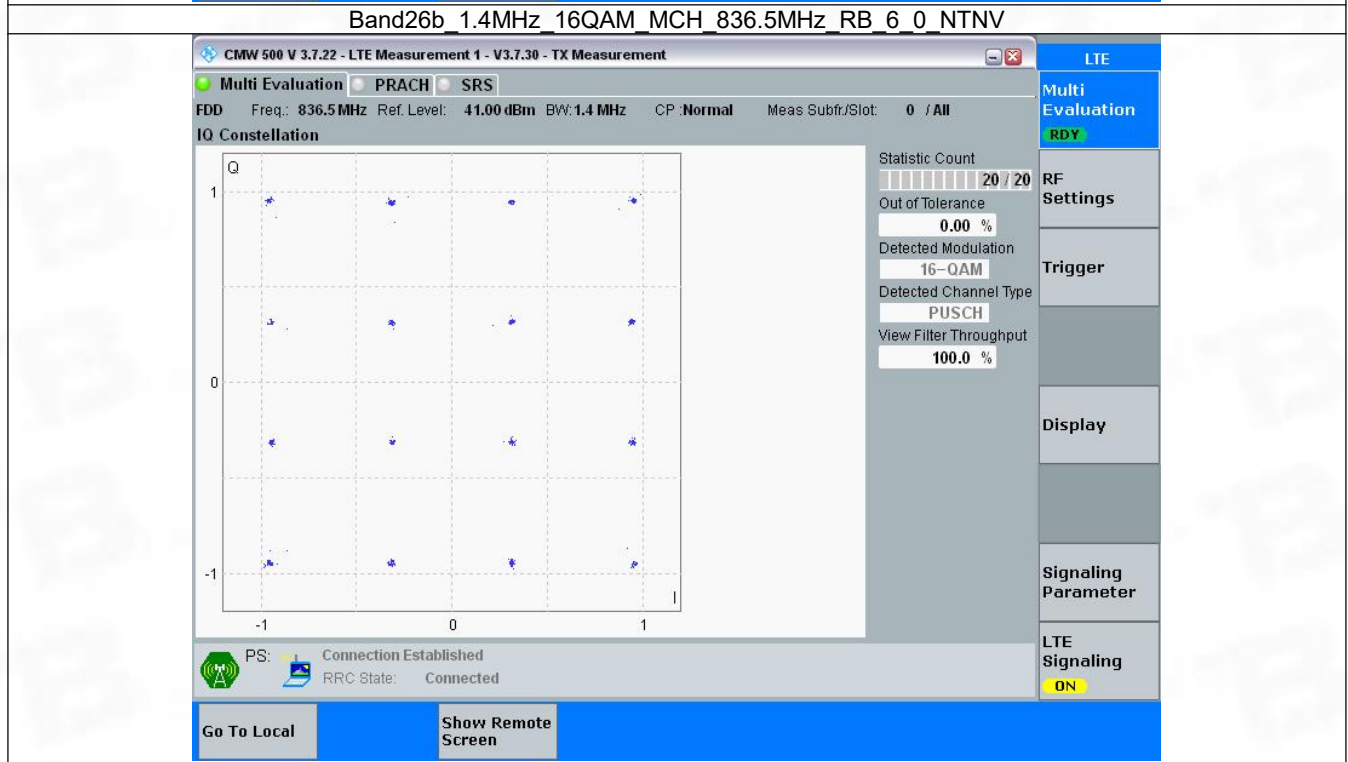 Band26b_1.4MHz_16QAM_MCH_836.5MHz_RB_6_0_NTNV
CMW 500 V 3.7.22 - LTE Measurement 1 - V3.7.30 - TX Measurement
LTE
Multi Evaluation PRACH SRS
FDD Freq.: 836.5 MHz Ref. Level: 41.00 dBm BW: 1.4 MHz CP :Normal Meas Subfr./Slot: 0 / All
IQ Constellation
Q
1
0
-1
I
-1 0 1
Statistic Count
20 / 20
Out of Tolerance
0.00 %
Detected Modulation
16-QAM
Detected Channel Type
PUSCH
View Filter Throughput
100.0 %
Multi
Evaluation
RDY
RF
Settings
Trigger
Display
Signaling
Parameter
LTE
Signaling
ON
PS: Connection Established
RRC State: Connected
Go To Local
Show Remote
Screen